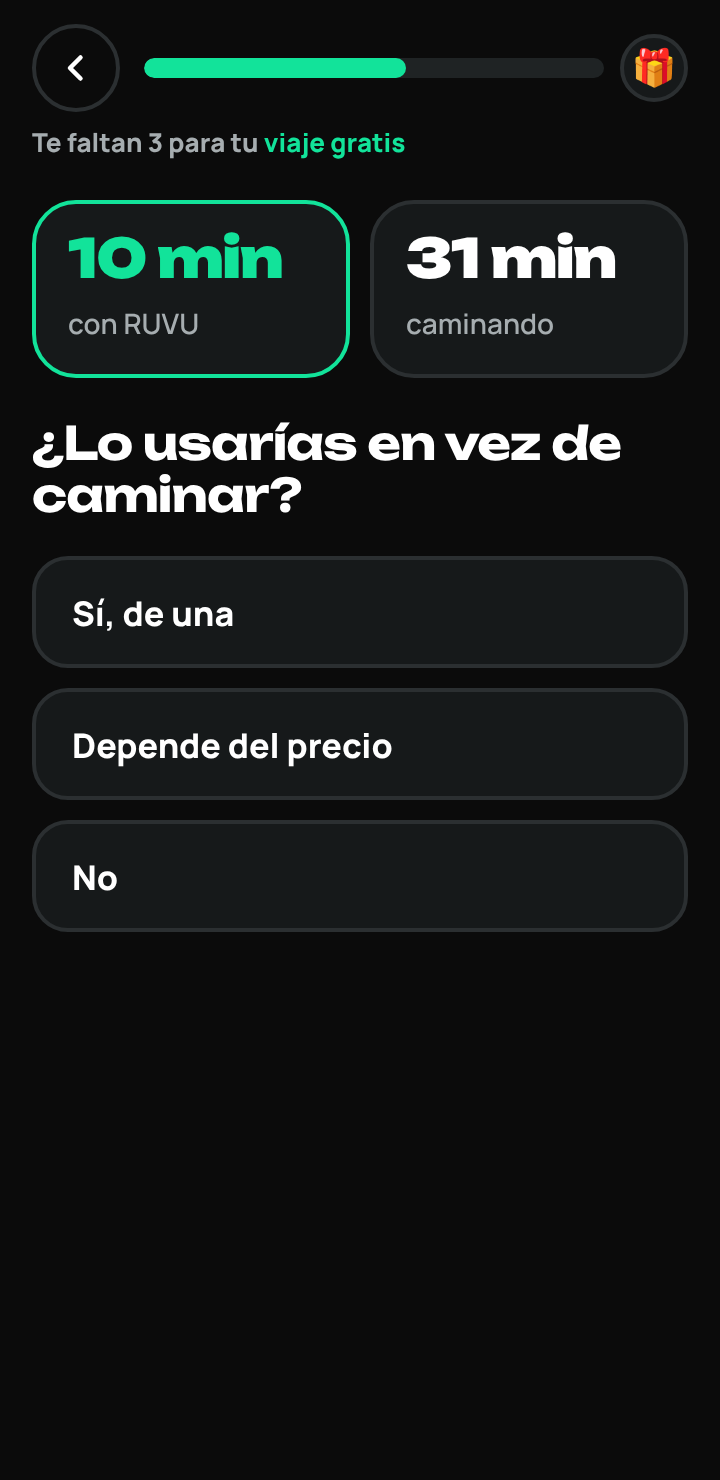 Te faltan 3 para tu viaje gratis
10 min
con RUVU
31 min
caminando
¿Lo usarías en vez de
caminar?
Sí, de una
Depende del precio
No